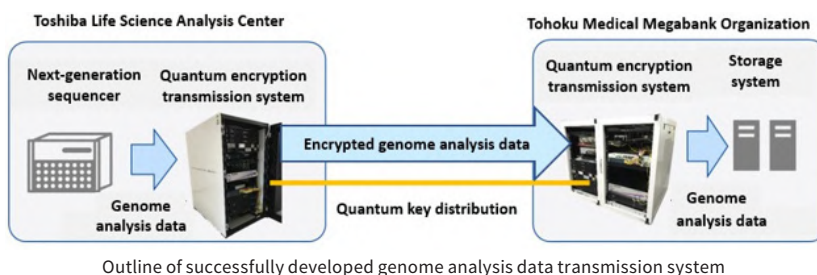 Toshiba Life Science Analysis Center
Tohoku Medical Megabank Organization
Next-generation
sequencer
Quantum encryption
transmission system
Quantum encryption
transmission system
Storage
system
Encrypted genome analysis data
Genome
analysis data
Quantum key distribution
Genome
analysis data
Outline of successfully developed genome analysis data transmission system